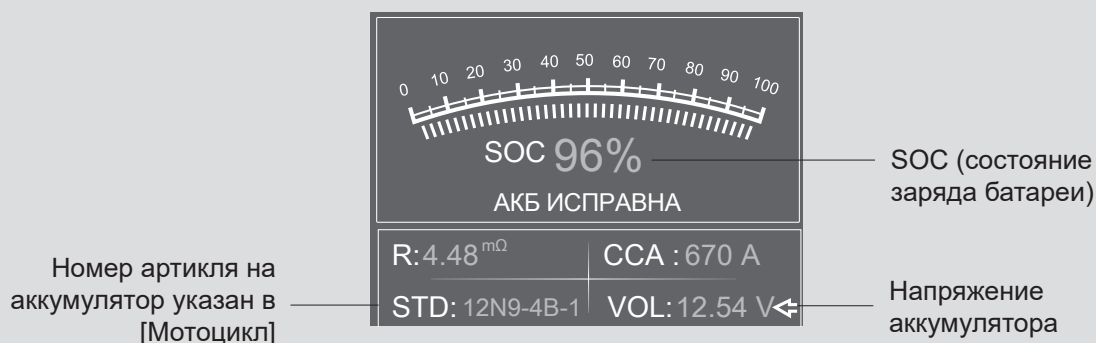 0 10 20 30 40 50 60 70 80 90 100
SOC 96%
АКБ ИСПРАВНА
SOC (состояние
заряда батареи)
R: 4.48 mΩ
CCA : 670 A
STD: 12N9-4B-1
VOL: 12.54 V
Номер артикля на
аккумулятор указан в
[Мотоцикл]
Напряжение
аккумулятора